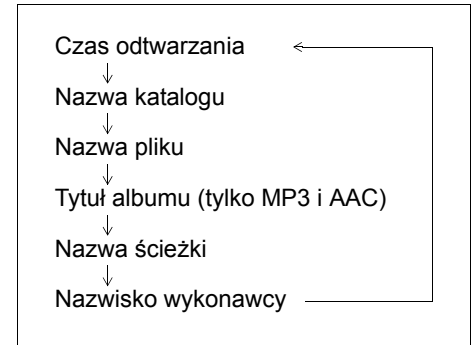 Czas odtwarzania
Nazwa katalogu
Nazwa pliku
Tytuł albumu (tylko MP3 i AAC)
Nazwa ścieżki
Nazwisko wykonawcy